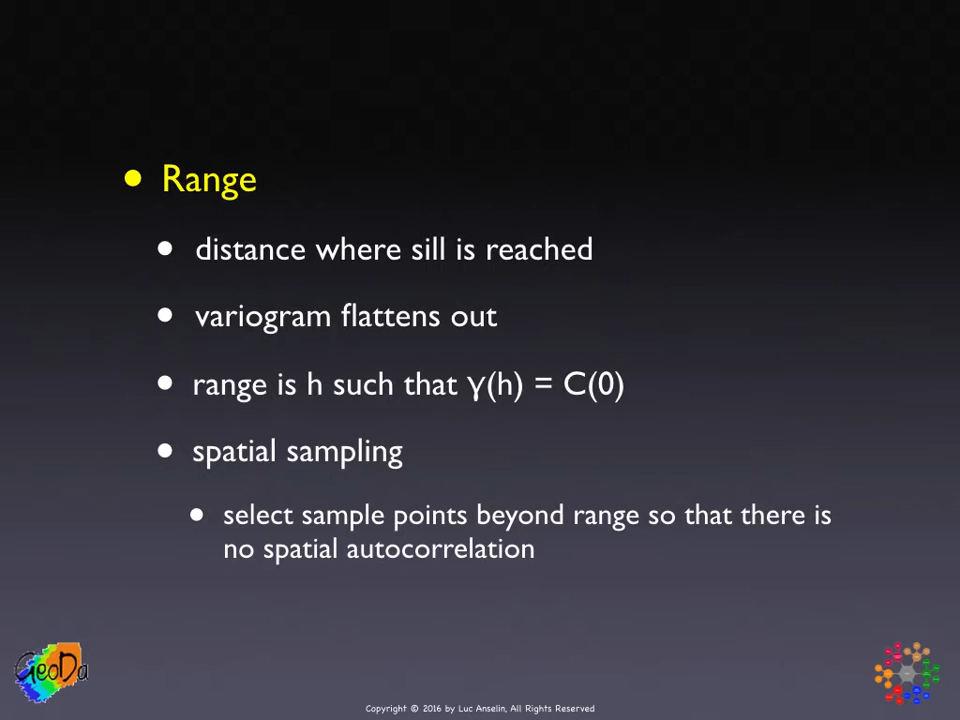 • Range
• distance where sill is reached
• variogram flattens out
• range is h such that γ(h) = C(0)
• spatial sampling
• select sample points beyond range so that there is
no spatial autocorrelation
GeoDa
Copyright © 2016 by Luc Anselin, All Rights Reserved